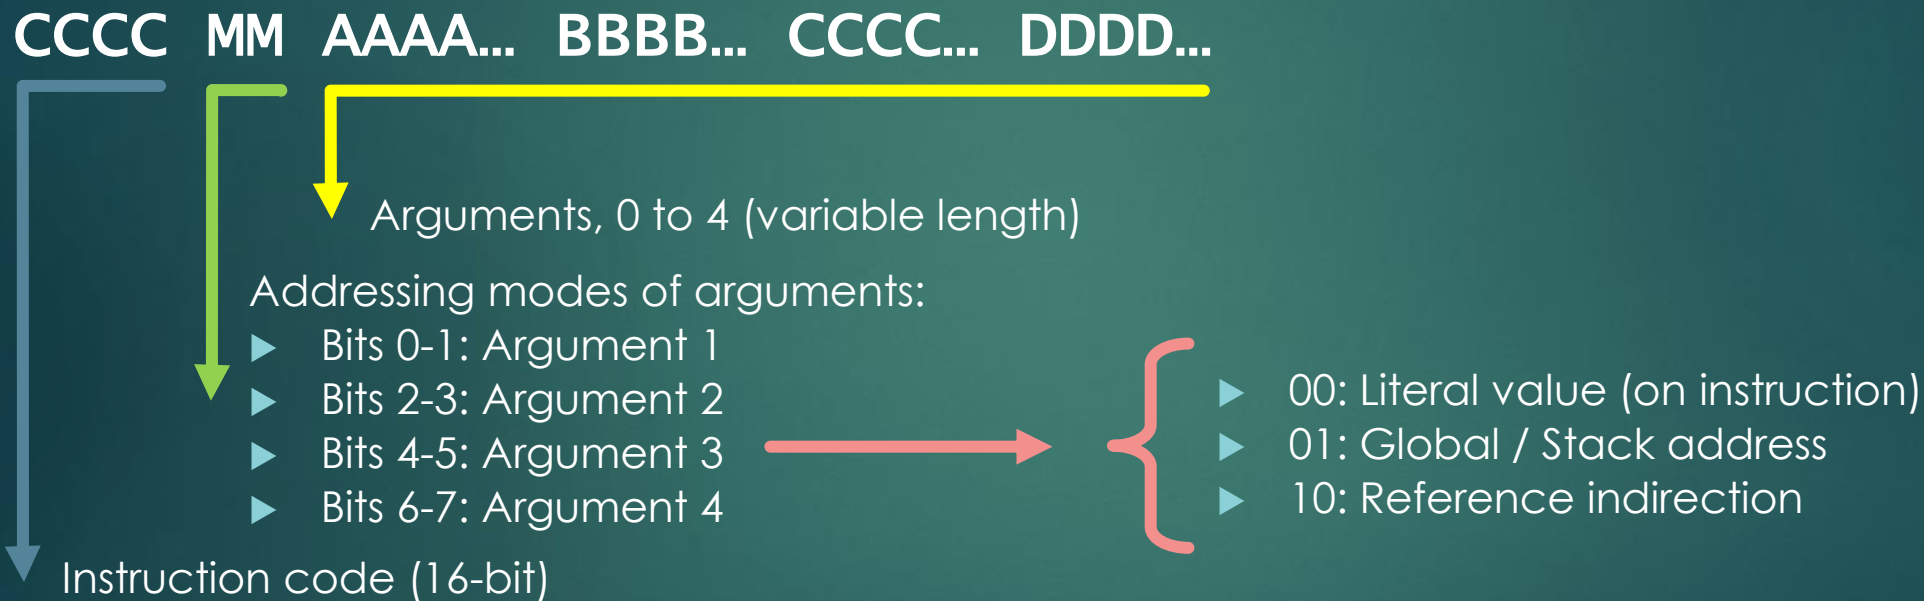 CCCC MM AAAA... BBBB... CCCC... DDDD...
Arguments, 0 to 4 (variable length)
Addressing modes of arguments:
Bits 0-1: Argument 1
Bits 2-3: Argument 2
Bits 4-5: Argument 3
Bits 6-7: Argument 4
00: Literal value (on instruction)
01: Global / Stack address
10: Reference indirection
Instruction code (16-bit)